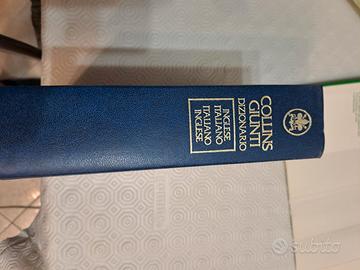 COLLINS
GIUNTI
DIZIONARIO
INGLESE
ITALIANO
ITALIANO
INGLESE
subito